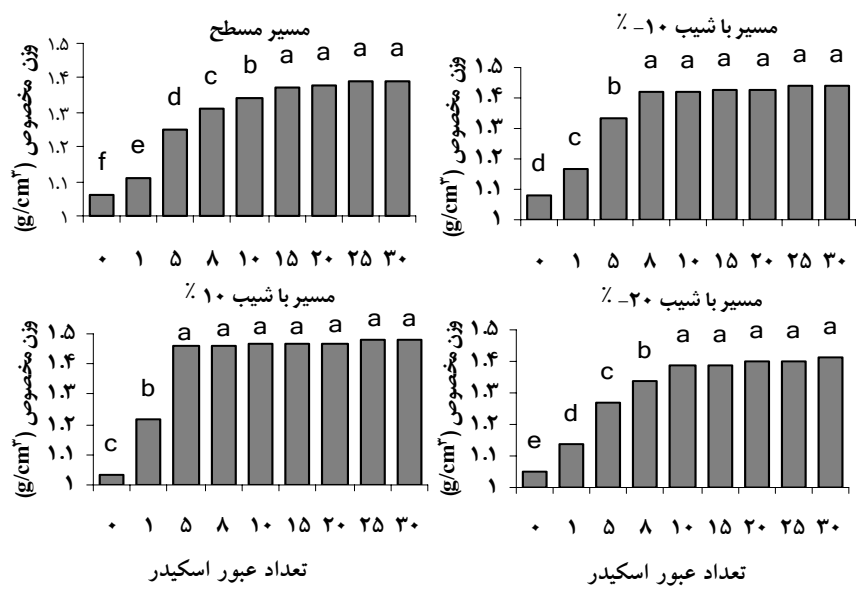 مسیر مسطح
وزن مخصوص (g/cm³)
۱.۵
۱.۴
۱.۳
۱.۲
۱.۱
۱
f e d c b a a a a
۰ ۱ ۵ ۸ ۱۰ ۱۵ ۲۰ ۲۵ ۳۰
مسیر با شیب ۱۰- ٪
وزن مخصوص (g/cm³)
۱.۵
۱.۴
۱.۳
۱.۲
۱.۱
۱
d c b a a a a a a
۰ ۱ ۵ ۸ ۱۰ ۱۵ ۲۰ ۲۵ ۳۰
مسیر با شیب ۱۰ ٪
وزن مخصوص (g/cm³)
۱.۵
۱.۴
۱.۳
۱.۲
۱.۱
۱
c b a a a a a a a
۰ ۱ ۵ ۸ ۱۰ ۱۵ ۲۰ ۲۵ ۳۰
تعداد عبور اسکیدر
مسیر با شیب ۲۰- ٪
وزن مخصوص (g/cm³)
۱.۵
۱.۴
۱.۳
۱.۲
۱.۱
۱
e d c b a a a a a
۰ ۱ ۵ ۸ ۱۰ ۱۵ ۲۰ ۲۵ ۳۰
تعداد عبور اسکیدر